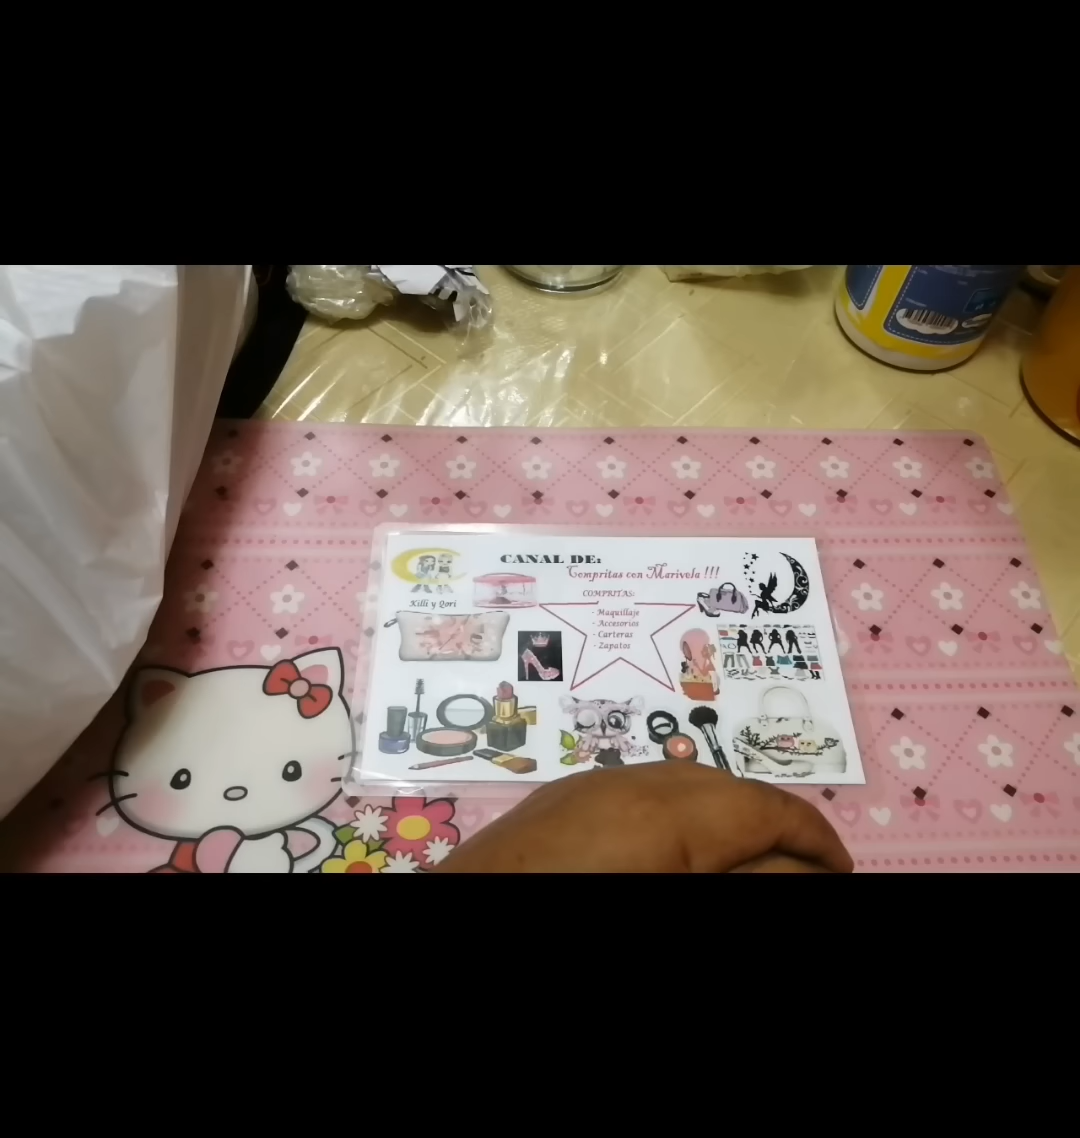 CANAL DE:
Compritas con Marivela !!!
Killi y Qori
COMPRITAS:
- Maquillaje
- Accesorios
- Carteras
- Zapatos